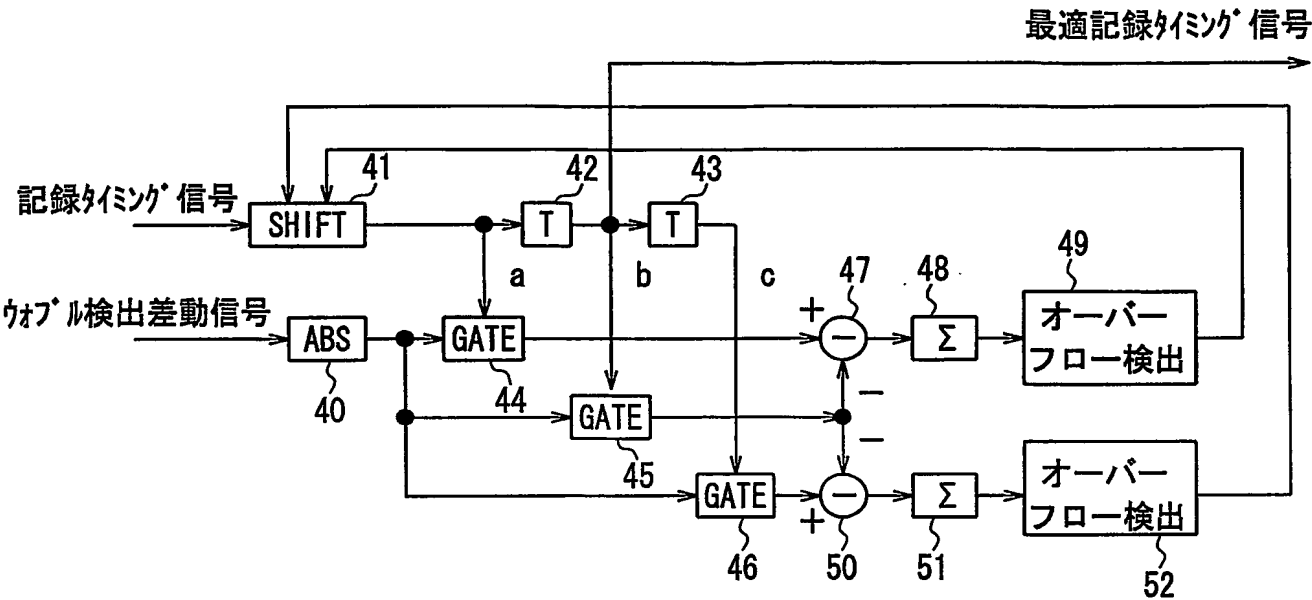 最適記録ﾀｲﾐﾝｸﾞ信号
記録ﾀｲﾐﾝｸﾞ信号
SHIFT
41
T
42
T
43
a
b
c
ｳｫﾌﾞﾙ検出差動信号
ABS
40
GATE
44
GATE
45
GATE
46
+
−
47
−
Σ
48
オーバー
フロー検出
49
−
+
−
50
Σ
51
オーバー
フロー検出
52